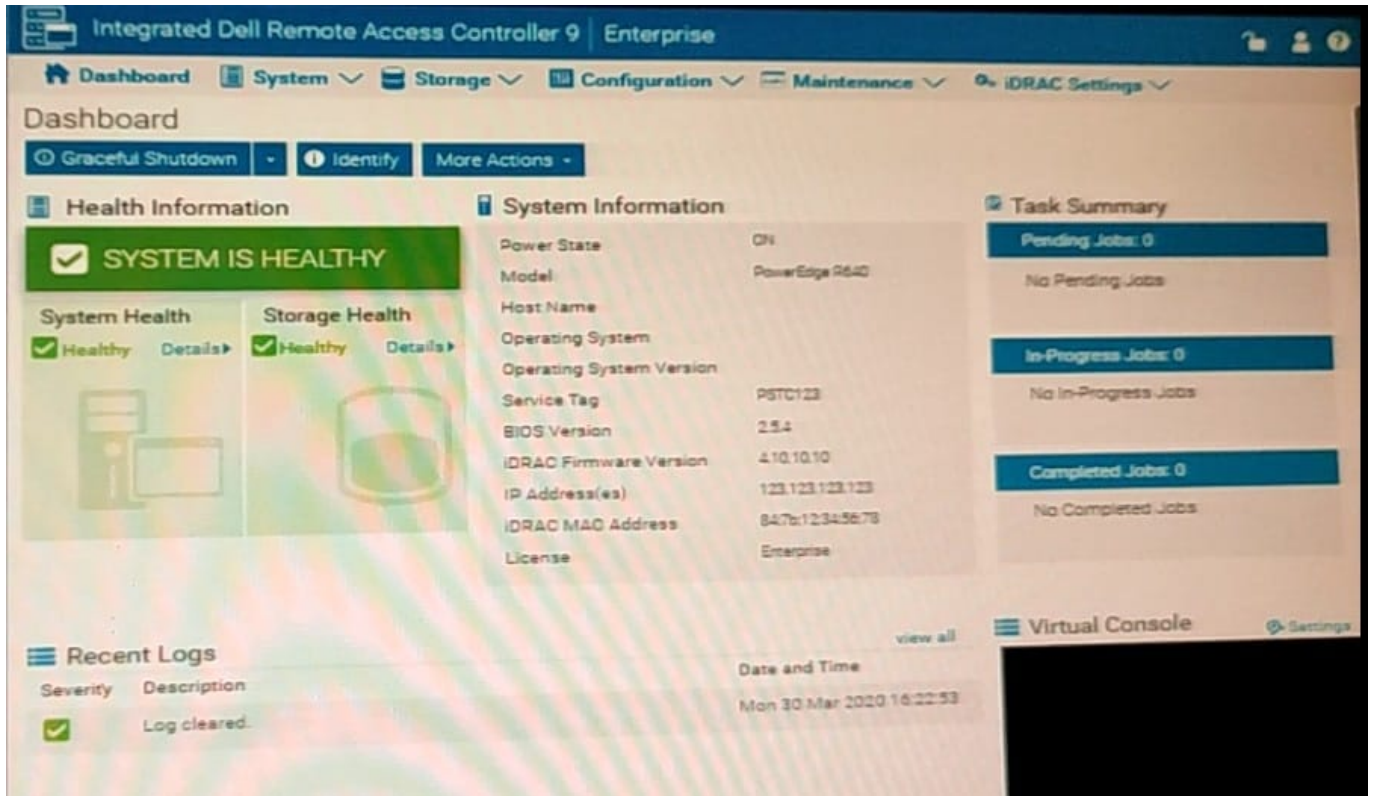 Integrated Dell Remote Access Controller 9 | Enterprise
Dashboard System Storage Configuration Maintenance iDRAC Settings
Dashboard
Graceful Shutdown Identify More Actions
Health Information
SYSTEM IS HEALTHY
System Health Storage Health
Healthy Details Healthy Details
System Information
Power State ON
Model PowerEdge R640
Host Name
Operating System
Operating System Version
Service Tag PSTC123
BIOS Version 2.5.4
iDRAC Firmware Version 4.10.10.10
IP Address(es) 123.123.123.123
iDRAC MAC Address 84:7b:12:34:56:78
License Enterprise
Task Summary
Pending Jobs: 0
No Pending Jobs
In-Progress Jobs: 0
No In-Progress Jobs
Completed Jobs: 0
No Completed Jobs
Recent Logs view all
Severity Description Date and Time
Log cleared. Mon 30 Mar 2020 16:22:53
Virtual Console Settings